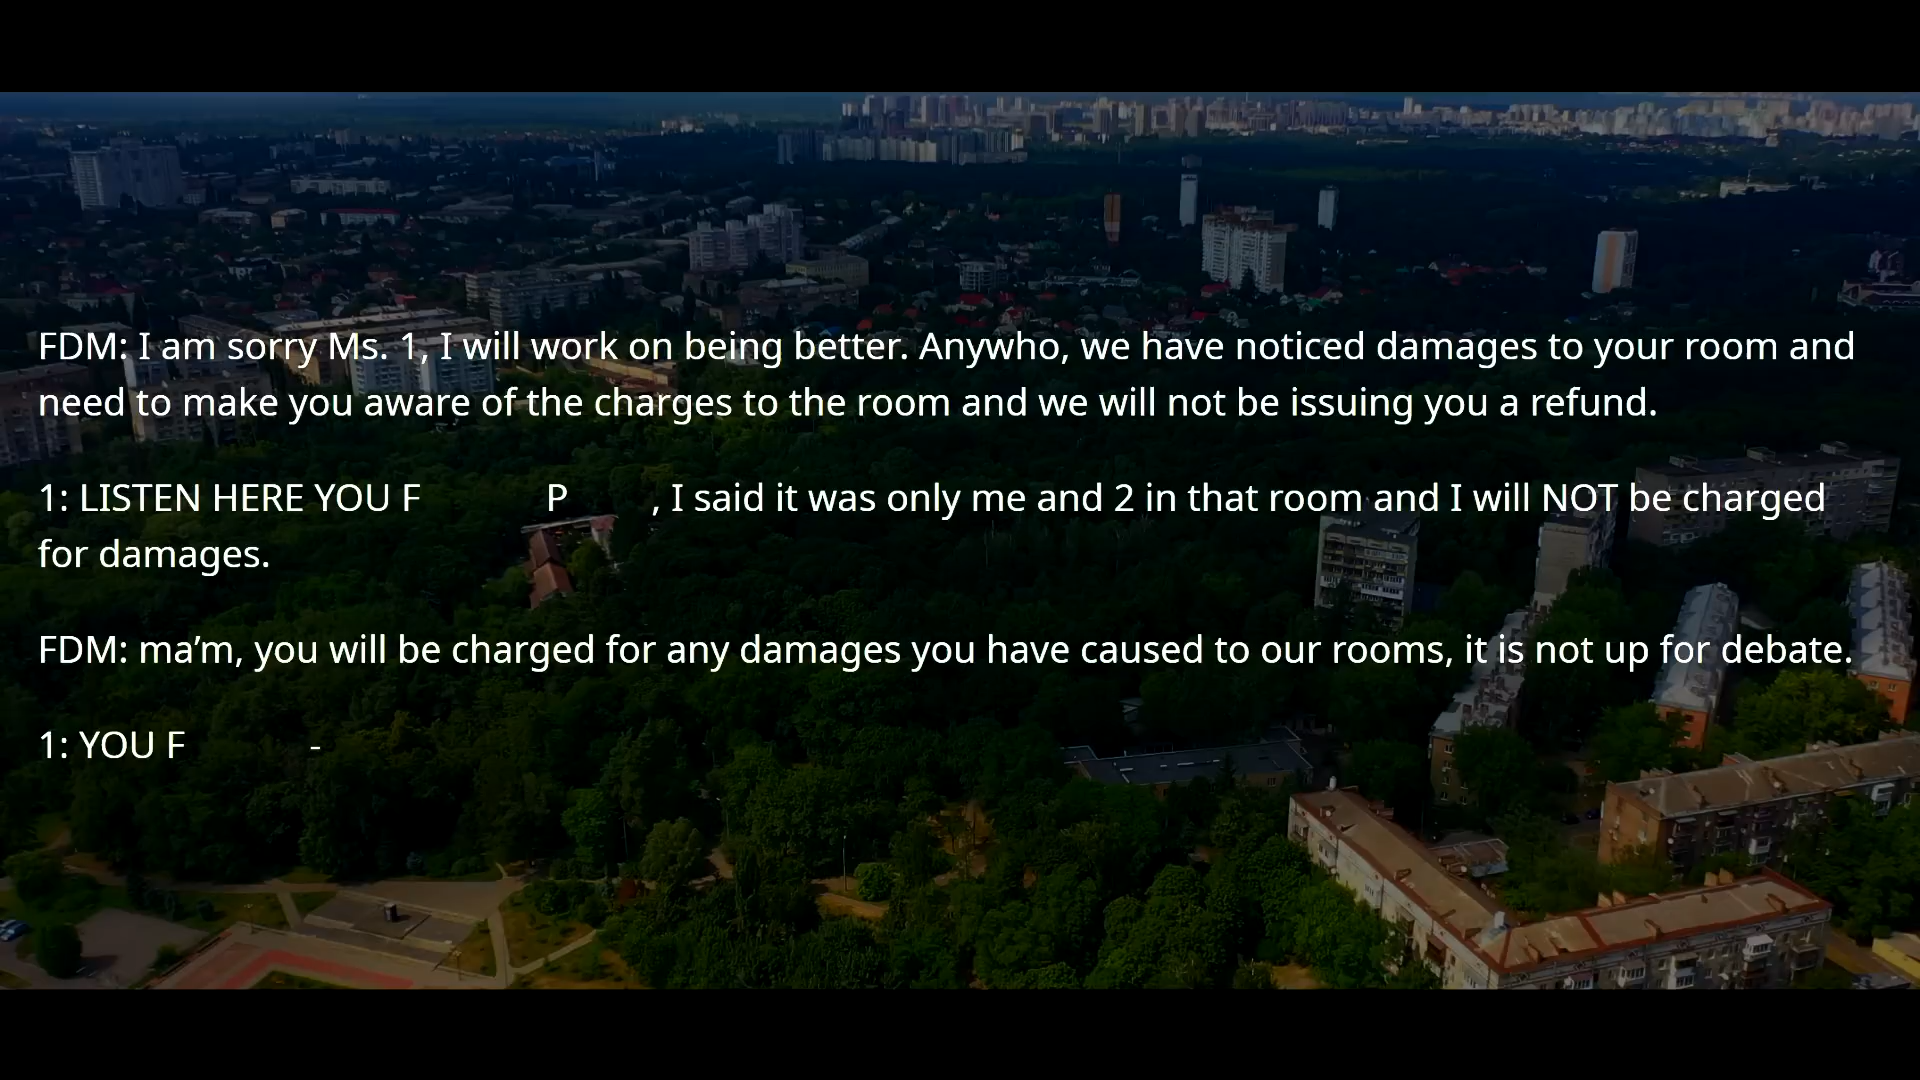 FDM: I am sorry Ms. 1, I will work on being better. Anywho, we have noticed damages to your room and
need to make you aware of the charges to the room and we will not be issuing you a refund.
1: LISTEN HERE YOU F P , I said it was only me and 2 in that room and I will NOT be charged
for damages.
FDM: ma’m, you will be charged for any damages you have caused to our rooms, it is not up for debate.
1: YOU F -